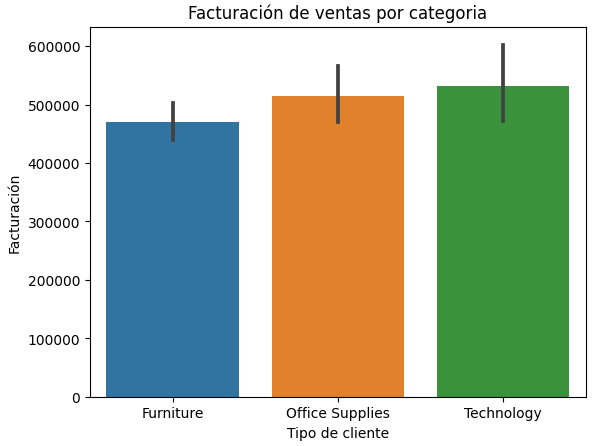 Facturación de ventas por categoria
600000
500000
400000
300000
200000
100000
0
Facturación
Furniture
Office Supplies
Technology
Tipo de cliente